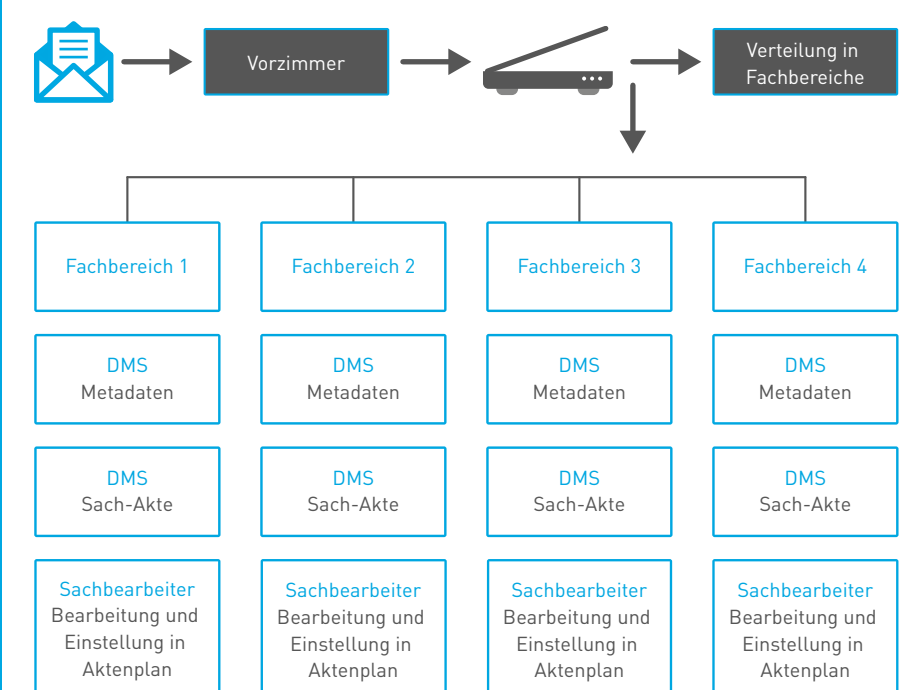 Vorzimmer
Verteilung in
Fachbereiche
Fachbereich 1
Fachbereich 2
Fachbereich 3
Fachbereich 4
DMS
Metadaten
DMS
Metadaten
DMS
Metadaten
DMS
Metadaten
DMS
Sach-Akte
DMS
Sach-Akte
DMS
Sach-Akte
DMS
Sach-Akte
Sachbearbeiter
Bearbeitung und
Einstellung in
Aktenplan
Sachbearbeiter
Bearbeitung und
Einstellung in
Aktenplan
Sachbearbeiter
Bearbeitung und
Einstellung in
Aktenplan
Sachbearbeiter
Bearbeitung und
Einstellung in
Aktenplan